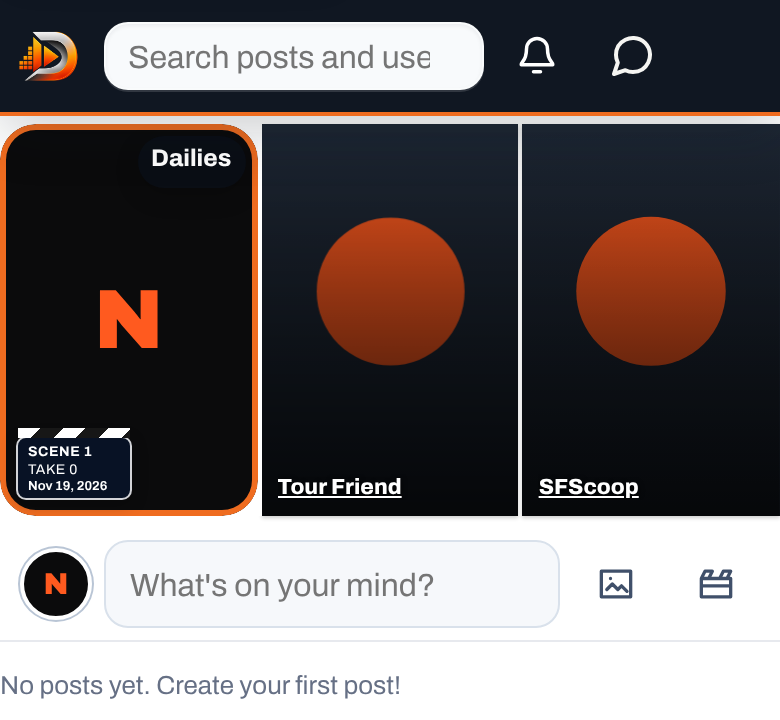 Search posts and use
Dailies
N
SCENE 1
TAKE 0
Nov 19, 2026
Tour Friend
SFScoop
N
What's on your mind?
No posts yet. Create your first post!